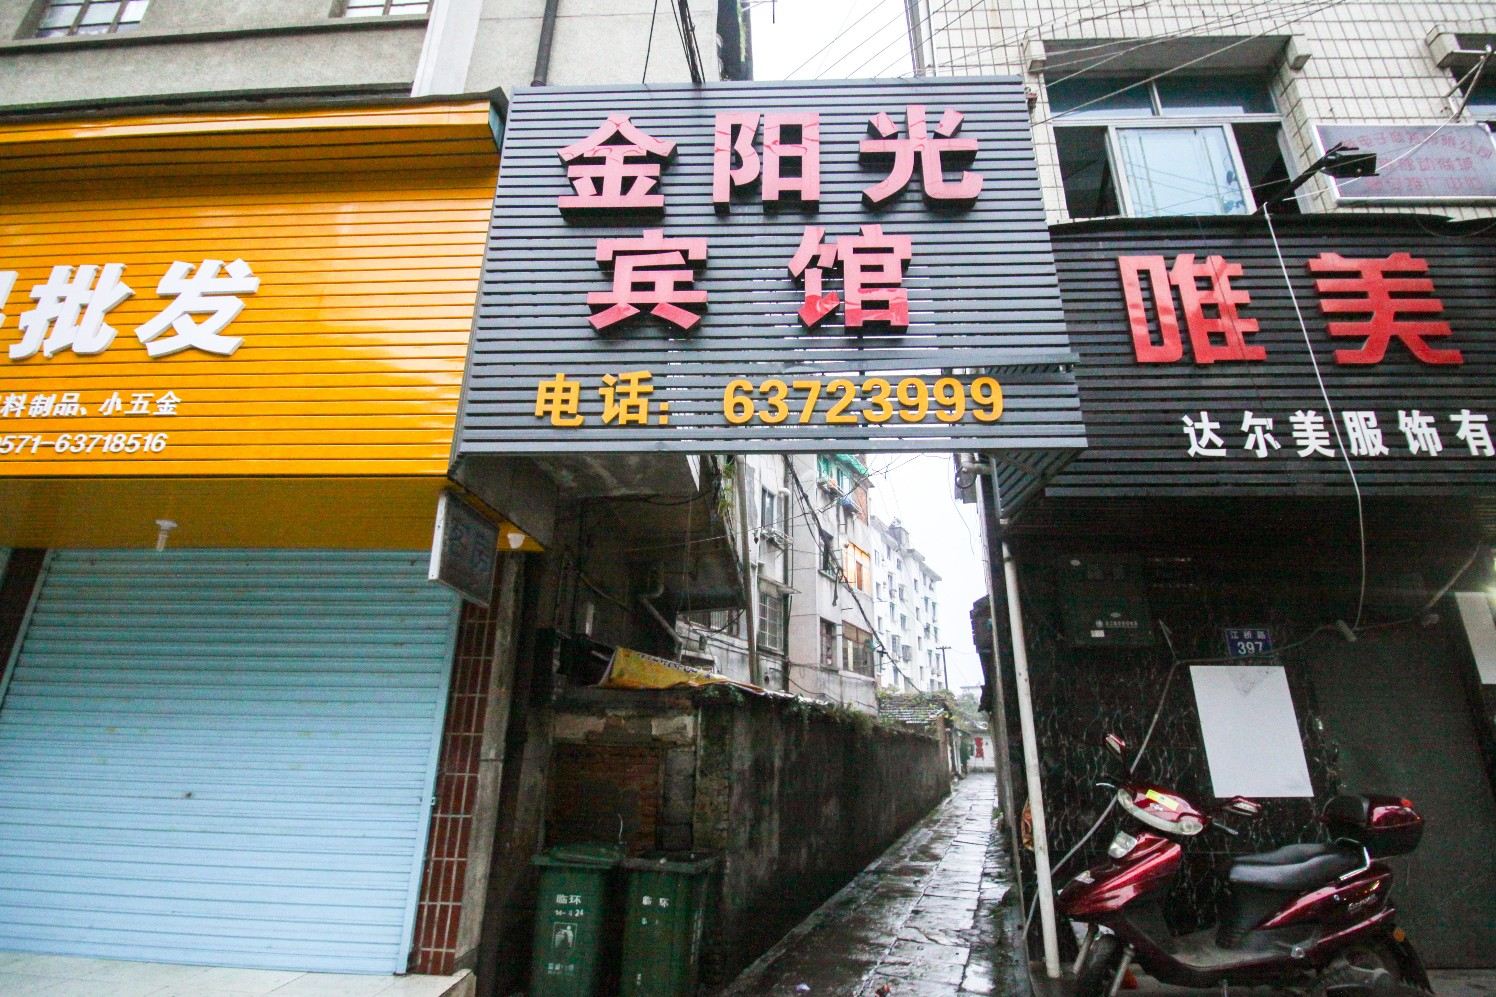 批发
料制品、小五金
0571-63718516
金阳光
宾馆
电话: 63723999
唯美
达尔美服饰有
江桥路
397
临环
临环